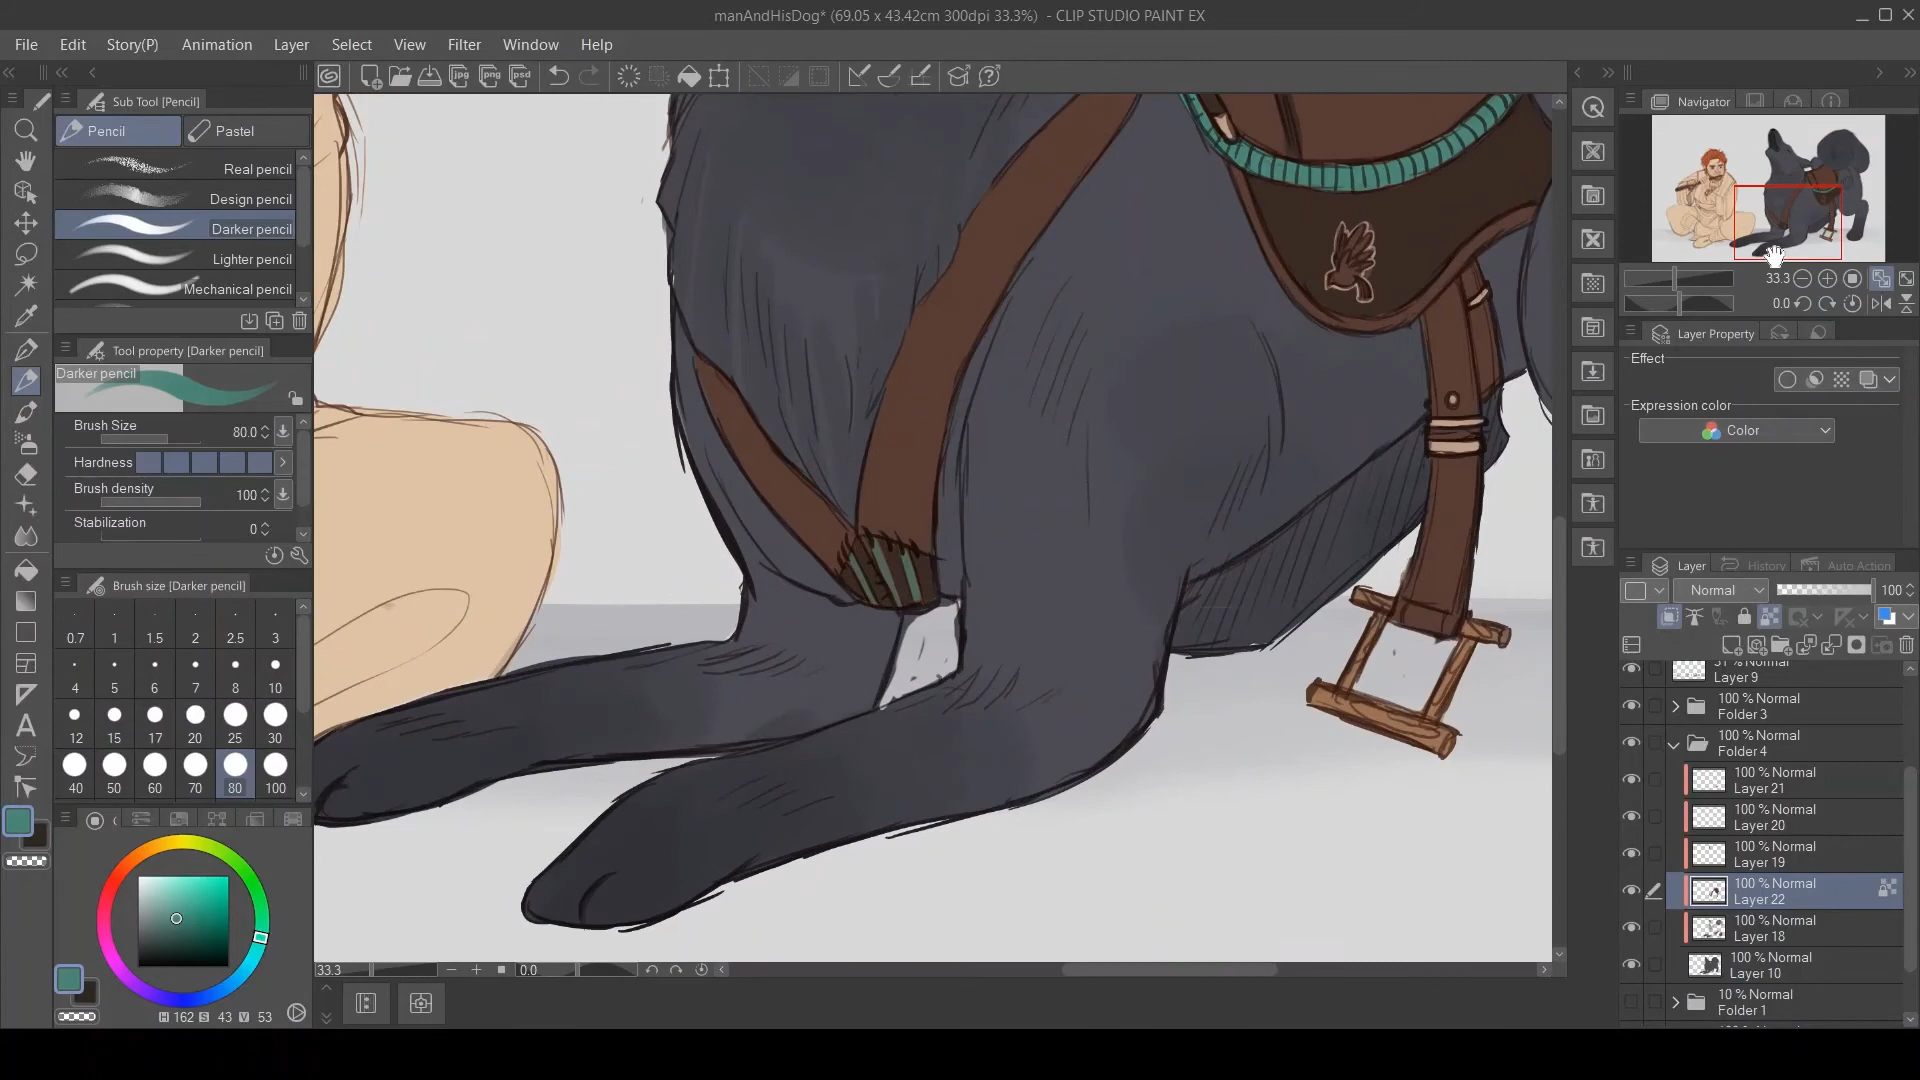 manAndHisDog* (69.05 x 43.42cm 300dpi 33.3%)  - CLIP STUDIO PAINT EX
File Edit Story(P) Animation Layer Select View Filter Window Help
jpg png psd
Sub Tool [Pencil]
Pencil Pastel
Real pencil
Design pencil
Darker pencil
Lighter pencil
Mechanical pencil
Tool property [Darker pencil]
Darker pencil
Brush Size 80.0
Hardness
Brush density 100
Stabilization 0
Brush size [Darker pencil]
0.7 1 1.5 2 2.5 3
4 5 6 7 8 10
12 15 17 20 25 30
40 50 60 70 80 100
H 162 S 43 V 53
33.3 0.0
Navigator
33.3
0.0
Layer Property
Effect
Expression color
Color
Layer History Auto Action
Normal 100
Layer 9
100 % Normal
Folder 3
100 % Normal
Folder 4
100 % Normal
Layer 21
100 % Normal
Layer 20
100 % Normal
Layer 19
100 % Normal
Layer 22
100 % Normal
Layer 18
100 % Normal
Layer 10
10 % Normal
Folder 1